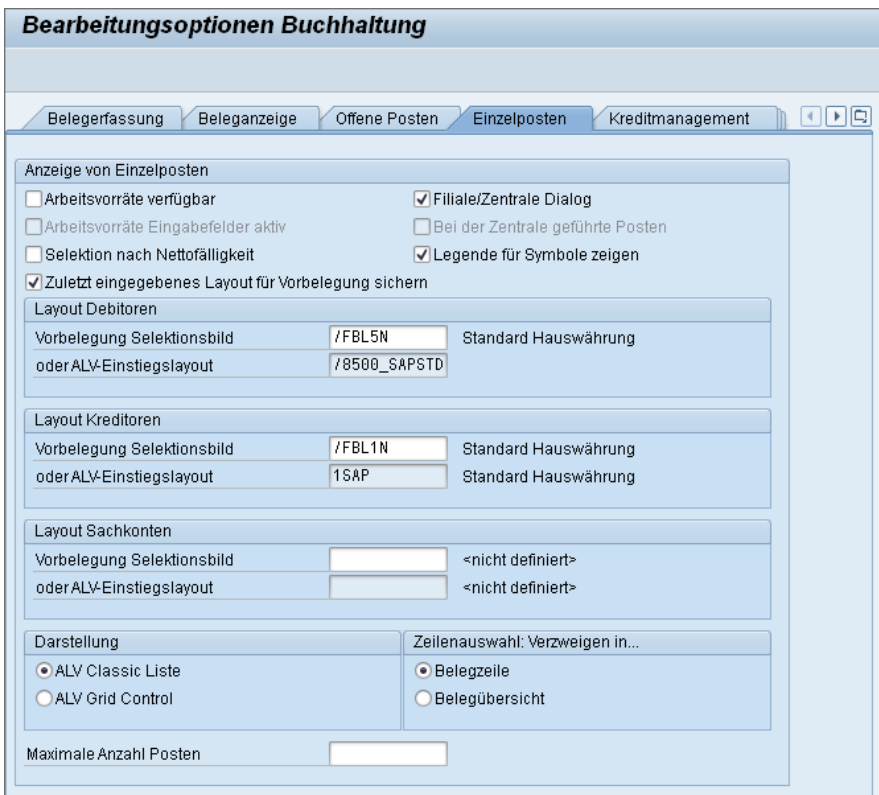 Bearbeitungsoptionen Buchhaltung
Belegerfassung Beleganzeige Offene Posten Einzelposten Kreditmanagement
Anzeige von Einzelposten
Arbeitsvorräte verfügbar Filiale/Zentrale Dialog
Arbeitsvorräte Eingabefelder aktiv Bei der Zentrale geführte Posten
Selektion nach Nettofälligkeit Legende für Symbole zeigen
Zuletzt eingegebenes Layout für Vorbelegung sichern
Layout Debitoren
Vorbelegung Selektionsbild /FBL5N Standard Hauswährung
oder ALV-Einstiegslayout /8500_SAPSTD
Layout Kreditoren
Vorbelegung Selektionsbild /FBL1N Standard Hauswährung
oder ALV-Einstiegslayout 1SAP Standard Hauswährung
Layout Sachkonten
Vorbelegung Selektionsbild <nicht definiert>
oder ALV-Einstiegslayout <nicht definiert>
Darstellung Zeilenauswahl: Verzweigen in...
ALV Classic Liste Belegzeile
ALV Grid Control Belegübersicht
Maximale Anzahl Posten